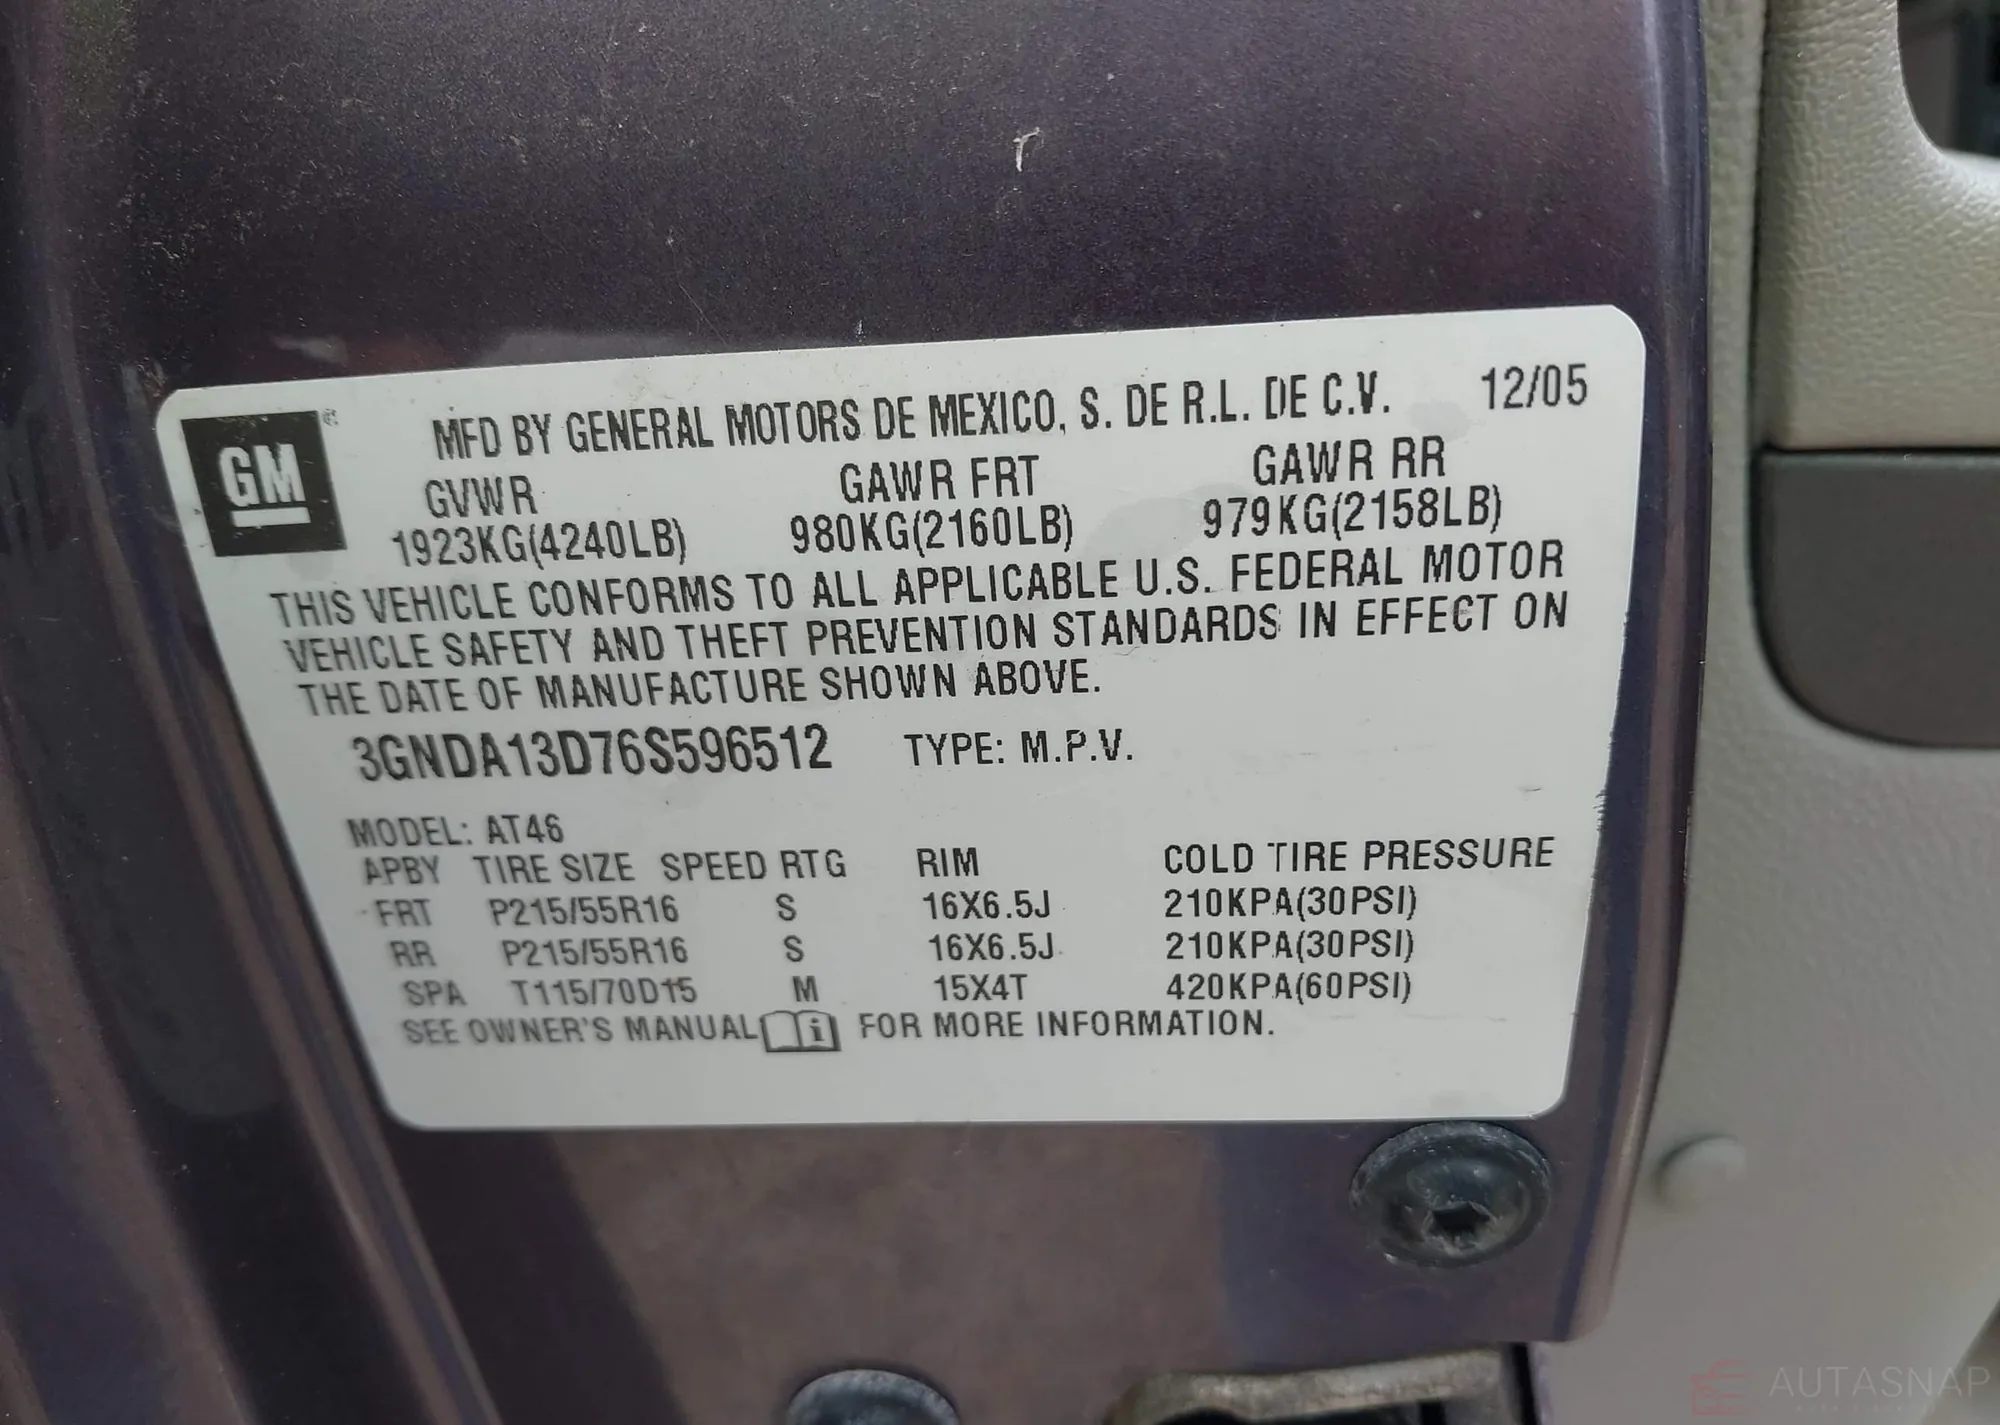 GM
MFD BY GENERAL MOTORS DE MEXICO, S. DE R.L. DE C.V. 12/05
GVWR GAWR FRT GAWR RR
1923KG(4240LB) 980KG(2160LB) 979KG(2158LB)
THIS VEHICLE CONFORMS TO ALL APPLICABLE U.S. FEDERAL MOTOR
VEHICLE SAFETY AND THEFT PREVENTION STANDARDS IN EFFECT ON
THE DATE OF MANUFACTURE SHOWN ABOVE.
3GNDA13D76S596512 TYPE: M.P.V.
MODEL: AT46
APBY TIRE SIZE SPEED RTG RIM COLD TIRE PRESSURE
FRT P215/55R16 S 16X6.5J 210KPA(30PSI)
RR P215/55R16 S 16X6.5J 210KPA(30PSI)
SPA T115/70D15 M 15X4T 420KPA(60PSI)
SEE OWNER'S MANUAL i FOR MORE INFORMATION.
AUTASNAP